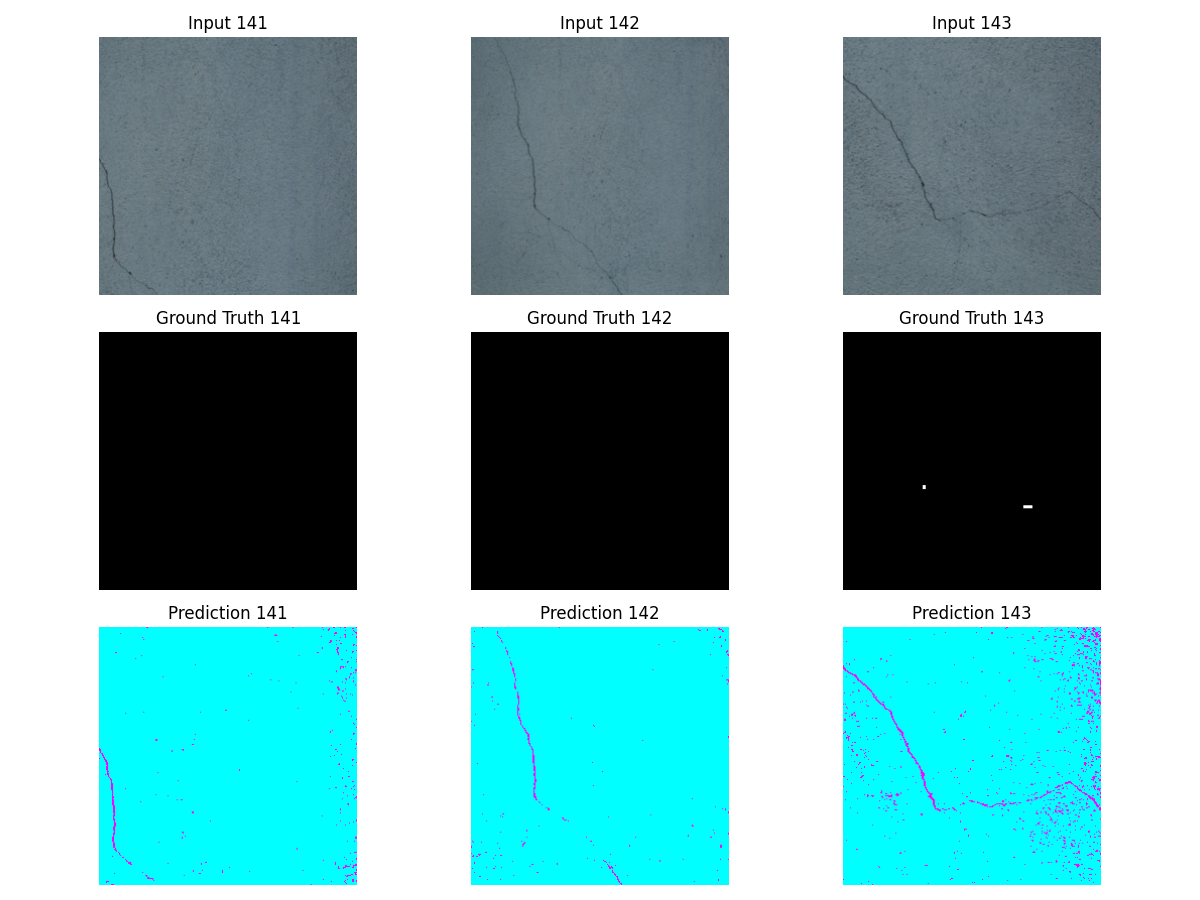 Input 141
Input 142
Input 143
Ground Truth 141
Ground Truth 142
Ground Truth 143
Prediction 141
Prediction 142
Prediction 143